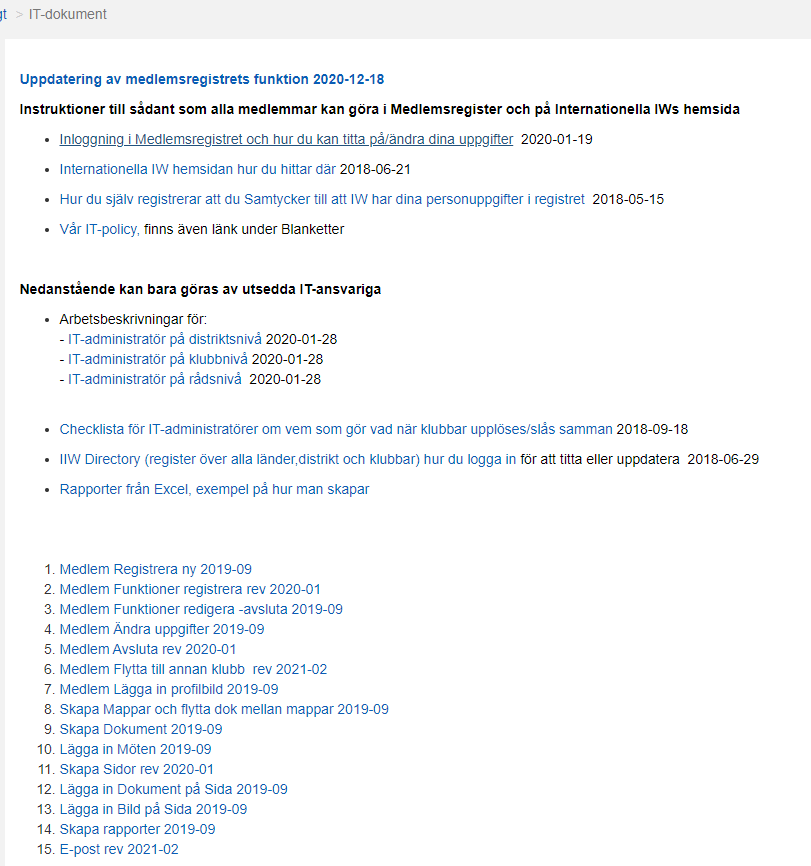 gt > IT-dokument
Uppdatering av medlemsregistrets funktion 2020-12-18
Instruktioner till sådant som alla medlemmar kan göra i Medlemsregister och på Internationella IWs hemsida
• Inloggning i Medlemsregistret och hur du kan titta på/ändra dina uppgifter 2020-01-19
• Internationella IW hemsidan hur du hittar där 2018-06-21
• Hur du själv registrerar att du Samtycker till att IW har dina personuppgifter i registret 2018-05-15
• Vår IT-policy, finns även länk under Blanketter
Nedanstående kan bara göras av utsedda IT-ansvariga
• Arbetsbeskrivningar för:
- IT-administratör på distriktsnivå 2020-01-28
- IT-administratör på klubbnivå 2020-01-28
- IT-administratör på rådsnivå 2020-01-28
• Checklista för IT-administratörer om vem som gör vad när klubbar upplöses/slås samman 2018-09-18
• IIW Directory (register över alla länder,distrikt och klubbar) hur du logga in för att titta eller uppdatera 2018-06-29
• Rapporter från Excel, exempel på hur man skapar
1. Medlem Registrera ny 2019-09
2. Medlem Funktioner registrera rev 2020-01
3. Medlem Funktioner redigera -avsluta 2019-09
4. Medlem Ändra uppgifter 2019-09
5. Medlem Avsluta rev 2020-01
6. Medlem Flytta till annan klubb rev 2021-02
7. Medlem Lägga in profilbild 2019-09
8. Skapa Mappar och flytta dok mellan mappar 2019-09
9. Skapa Dokument 2019-09
10. Lägga in Möten 2019-09
11. Skapa Sidor rev 2020-01
12. Lägga in Dokument på Sida 2019-09
13. Lägga in Bild på Sida 2019-09
14. Skapa rapporter 2019-09
15. E-post rev 2021-02